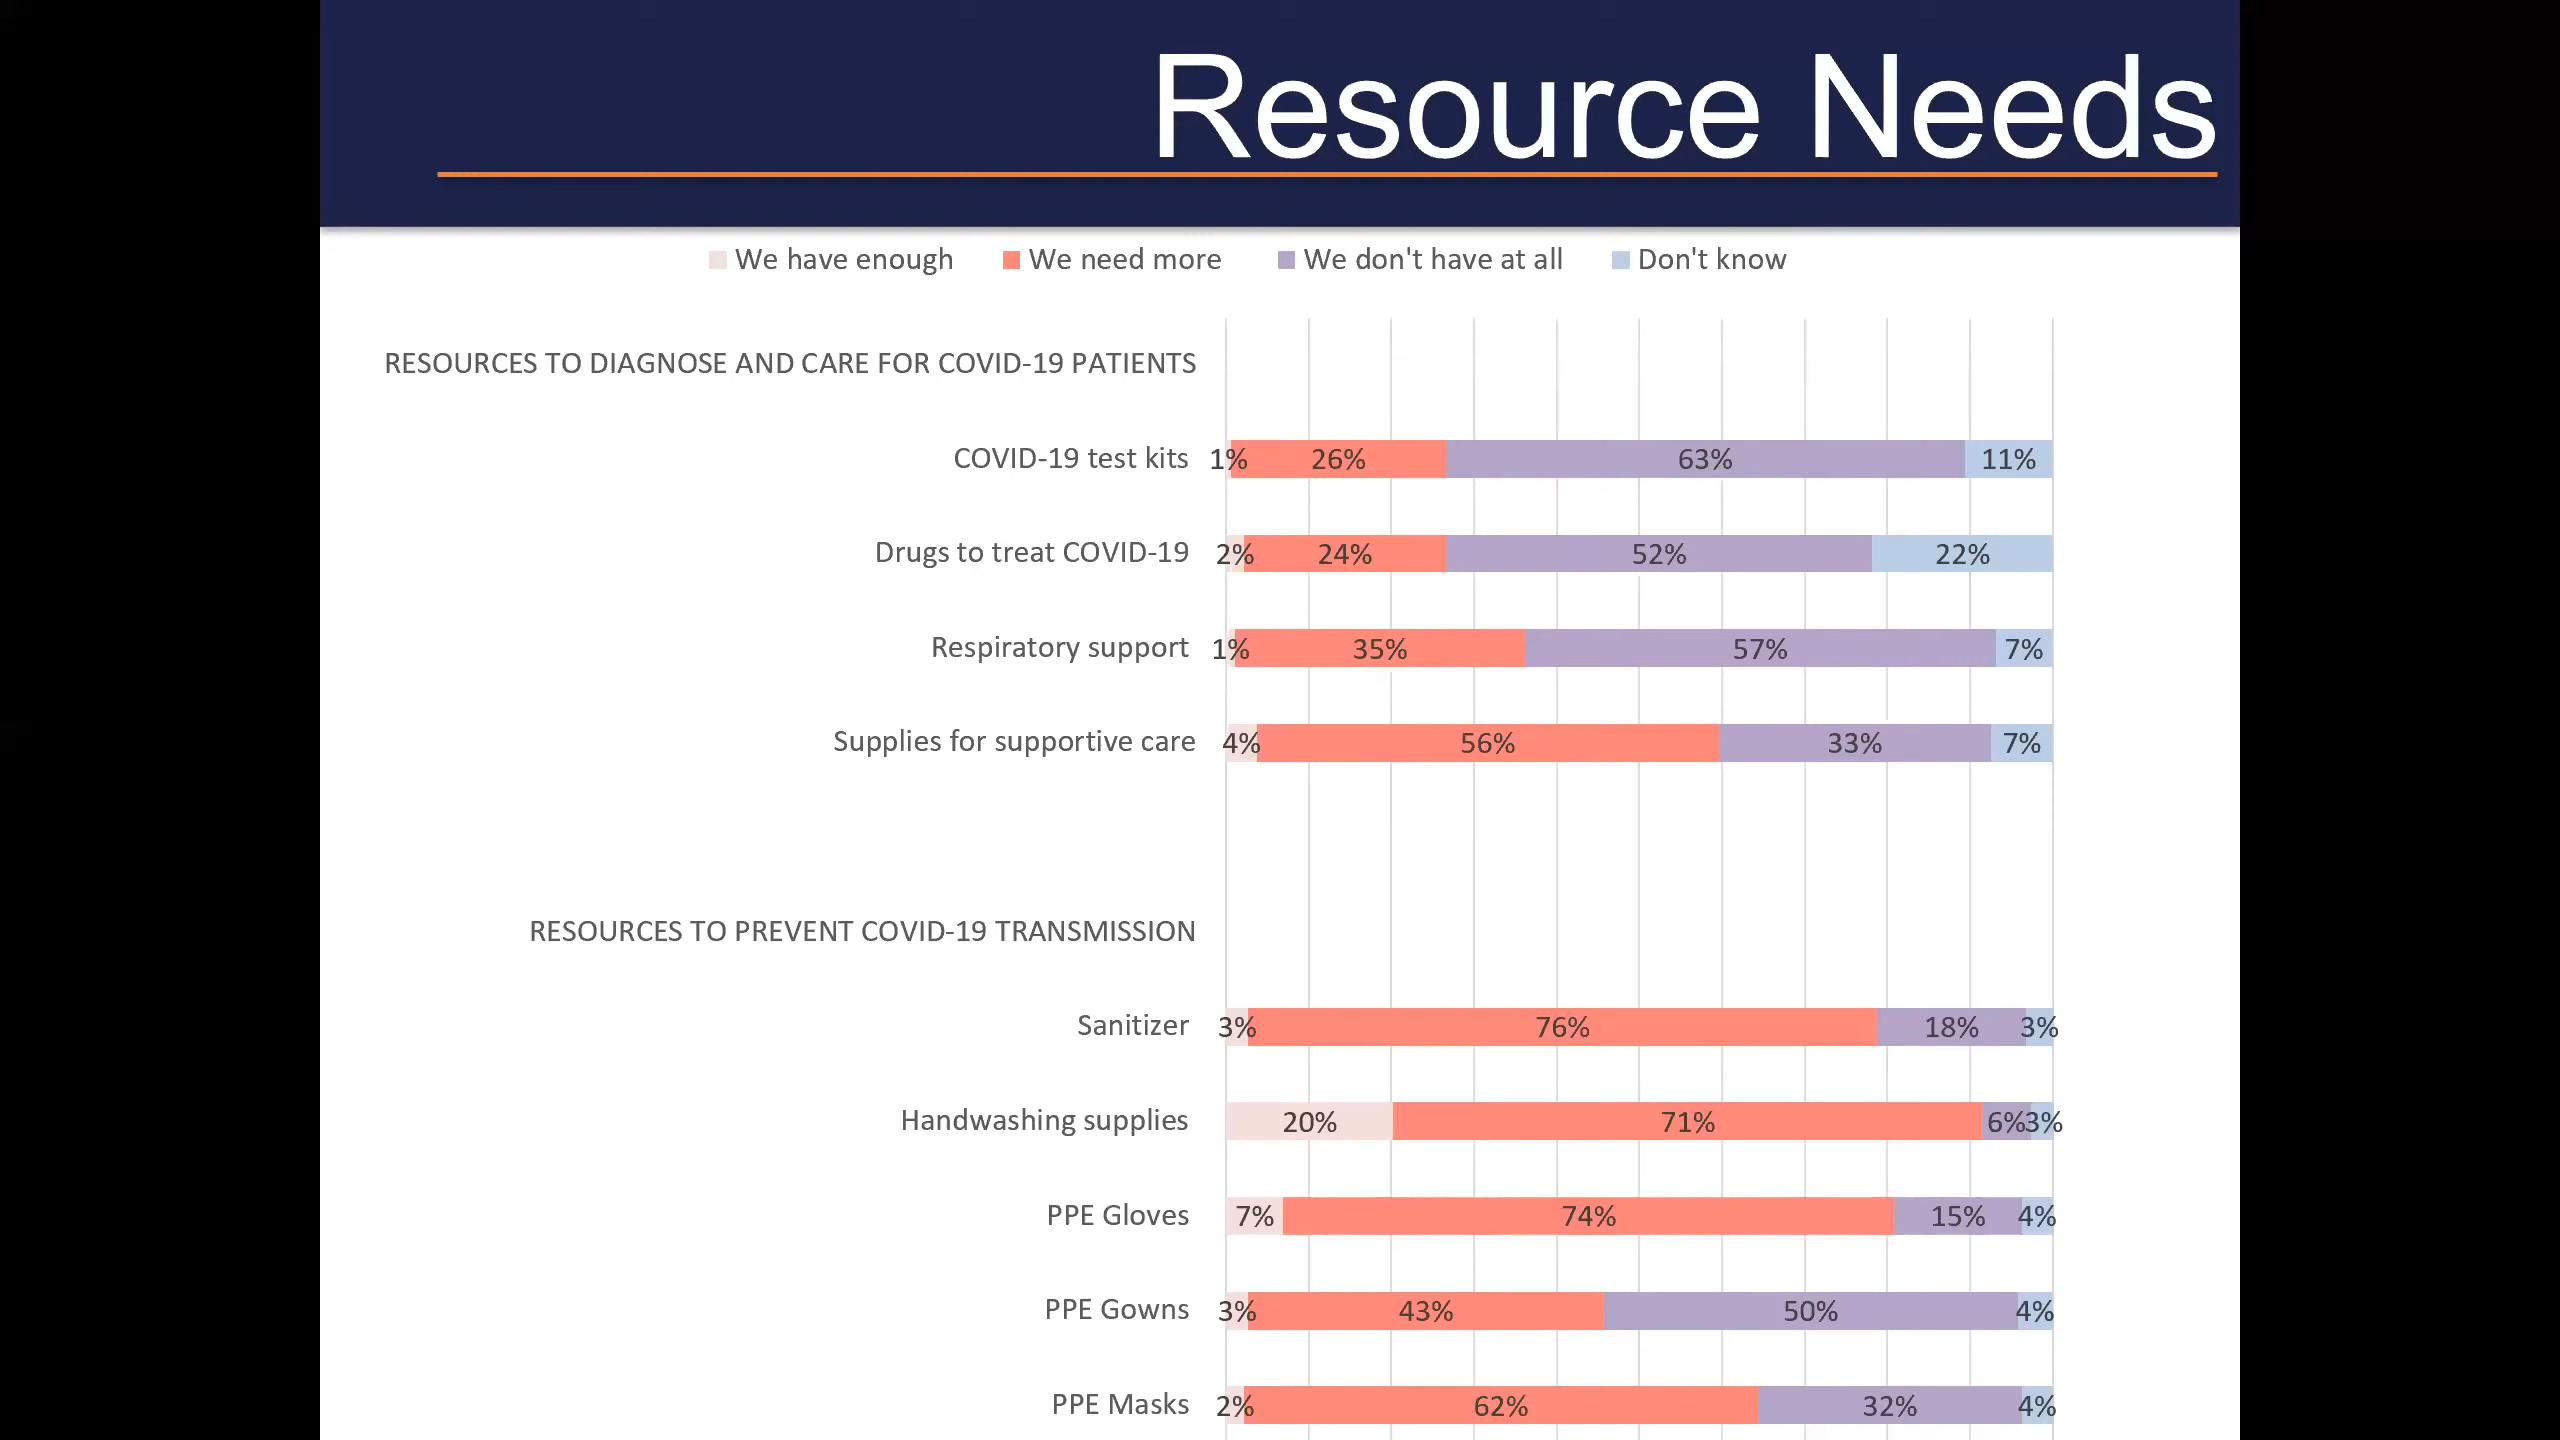 Resource Needs
We have enough We need more We don't have at all Don't know
RESOURCES TO DIAGNOSE AND CARE FOR COVID-19 PATIENTS
COVID-19 test kits 1% 26% 63% 11%
Drugs to treat COVID-19 2% 24% 52% 22%
Respiratory support 1% 35% 57% 7%
Supplies for supportive care 4% 56% 33% 7%
RESOURCES TO PREVENT COVID-19 TRANSMISSION
Sanitizer 3% 76% 18% 3%
Handwashing supplies 20% 71% 6% 3%
PPE Gloves 7% 74% 15% 4%
PPE Gowns 3% 43% 50% 4%
PPE Masks 2% 62% 32% 4%